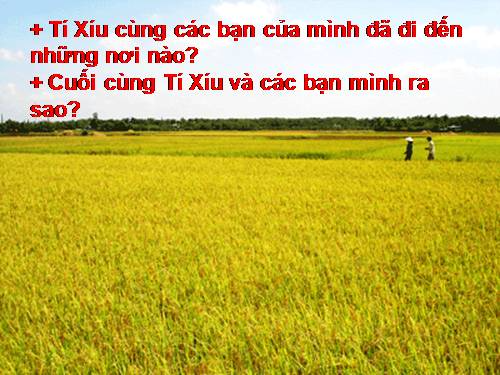 + Tí Xíu cùng các bạn của mình đã đi đến
những nơi nào?
+ Cuối cùng Tí Xíu và các bạn mình ra
sao?